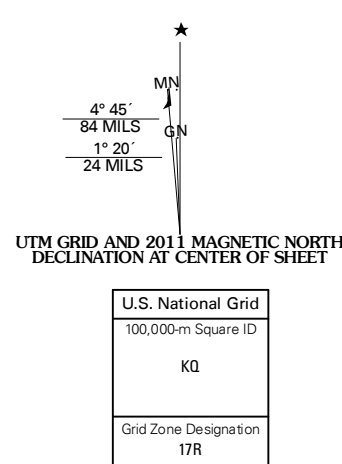 MN
4° 45´
84 MILS
GN
1° 20´
24 MILS
UTM GRID AND 2011 MAGNETIC NORTH
DECLINATION AT CENTER OF SHEET
U.S. National Grid
100,000-m Square ID
KQ
Grid Zone Designation
17R